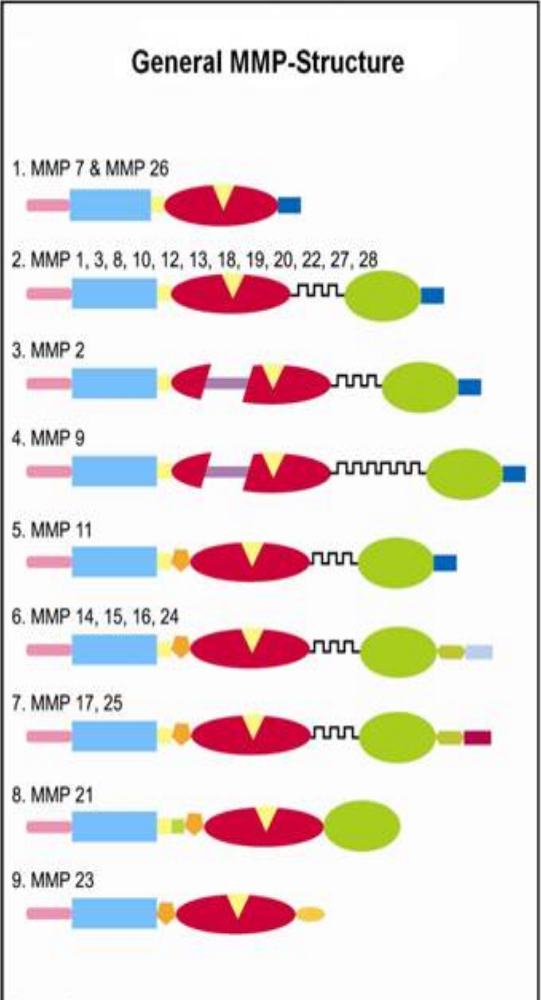 General MMP-Structure
1. MMP 7 & MMP 26
2. MMP 1, 3, 8, 10, 12, 13, 18, 19, 20, 22, 27, 28
3. MMP 2
4. MMP 9
5. MMP 11
6. MMP 14, 15, 16, 24
7. MMP 17, 25
8. MMP 21
9. MMP 23